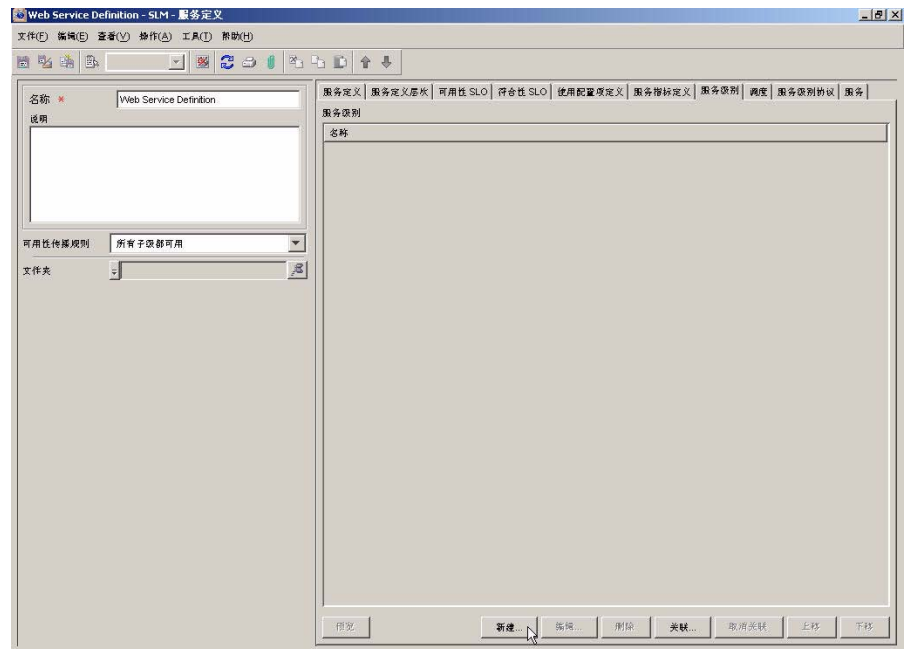 Web Service Definition - SLM - 服务定义
文件(F) 编辑(E) 查看(V) 操作(A) 工具(T) 帮助(H)
名称 * Web Service Definition
说明
可用性传播规则 所有子级都可用
文件夹
服务定义 服务定义层次 可用性 SLO 符合性 SLO 使用配置项定义 服务指标定义 服务级别 调度 服务级别协议 服务
服务级别
名称
预览 新建... 编辑... 删除 关联... 取消关联 上移 下移